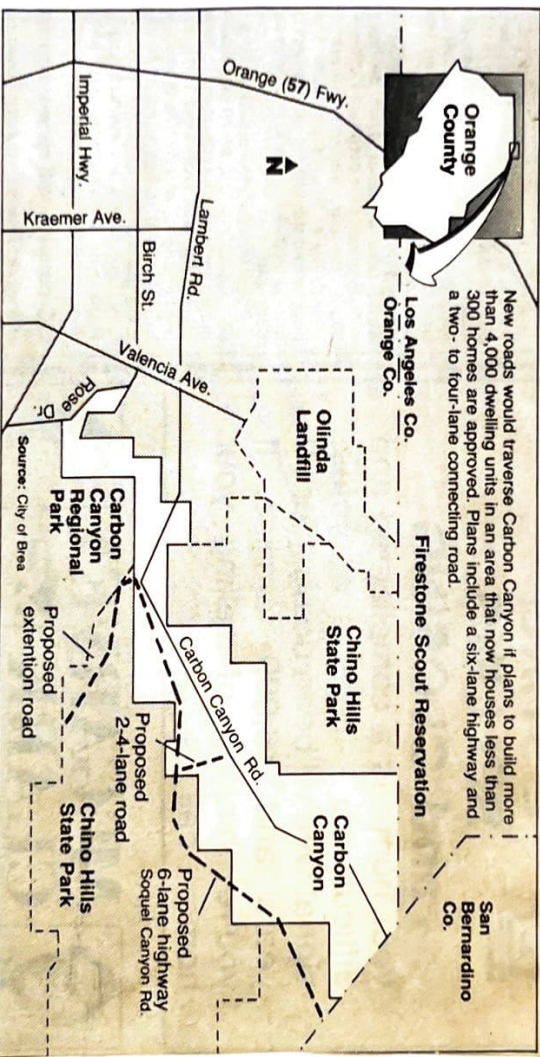 New roads would traverse Carbon Canyon if plans to build more
than 4,000 dwelling units in an area that now houses less than
300 homes are approved. Plans include a six-lane highway and
a two- to four-lane connecting road.
Orange
County
Orange (57) Fwy.
N
Los Angeles Co.
Orange Co.
Firestone Scout Reservation
San
Bernardino
Co.
Imperial Hwy.
Kraemer Ave.
Lambert Rd.
Birch St.
Valencia Ave.
Rose
Dr.
Olinda
Landfill
Chino Hills
State Park
Carbon
Canyon
Carbon Canyon Rd.
Carbon
Canyon
Regional
Park
Proposed
2-4-lane road
Proposed
6-lane highway
Soquel Canyon Rd.
Proposed
extention road
Chino Hills
State Park
Source: City of Brea